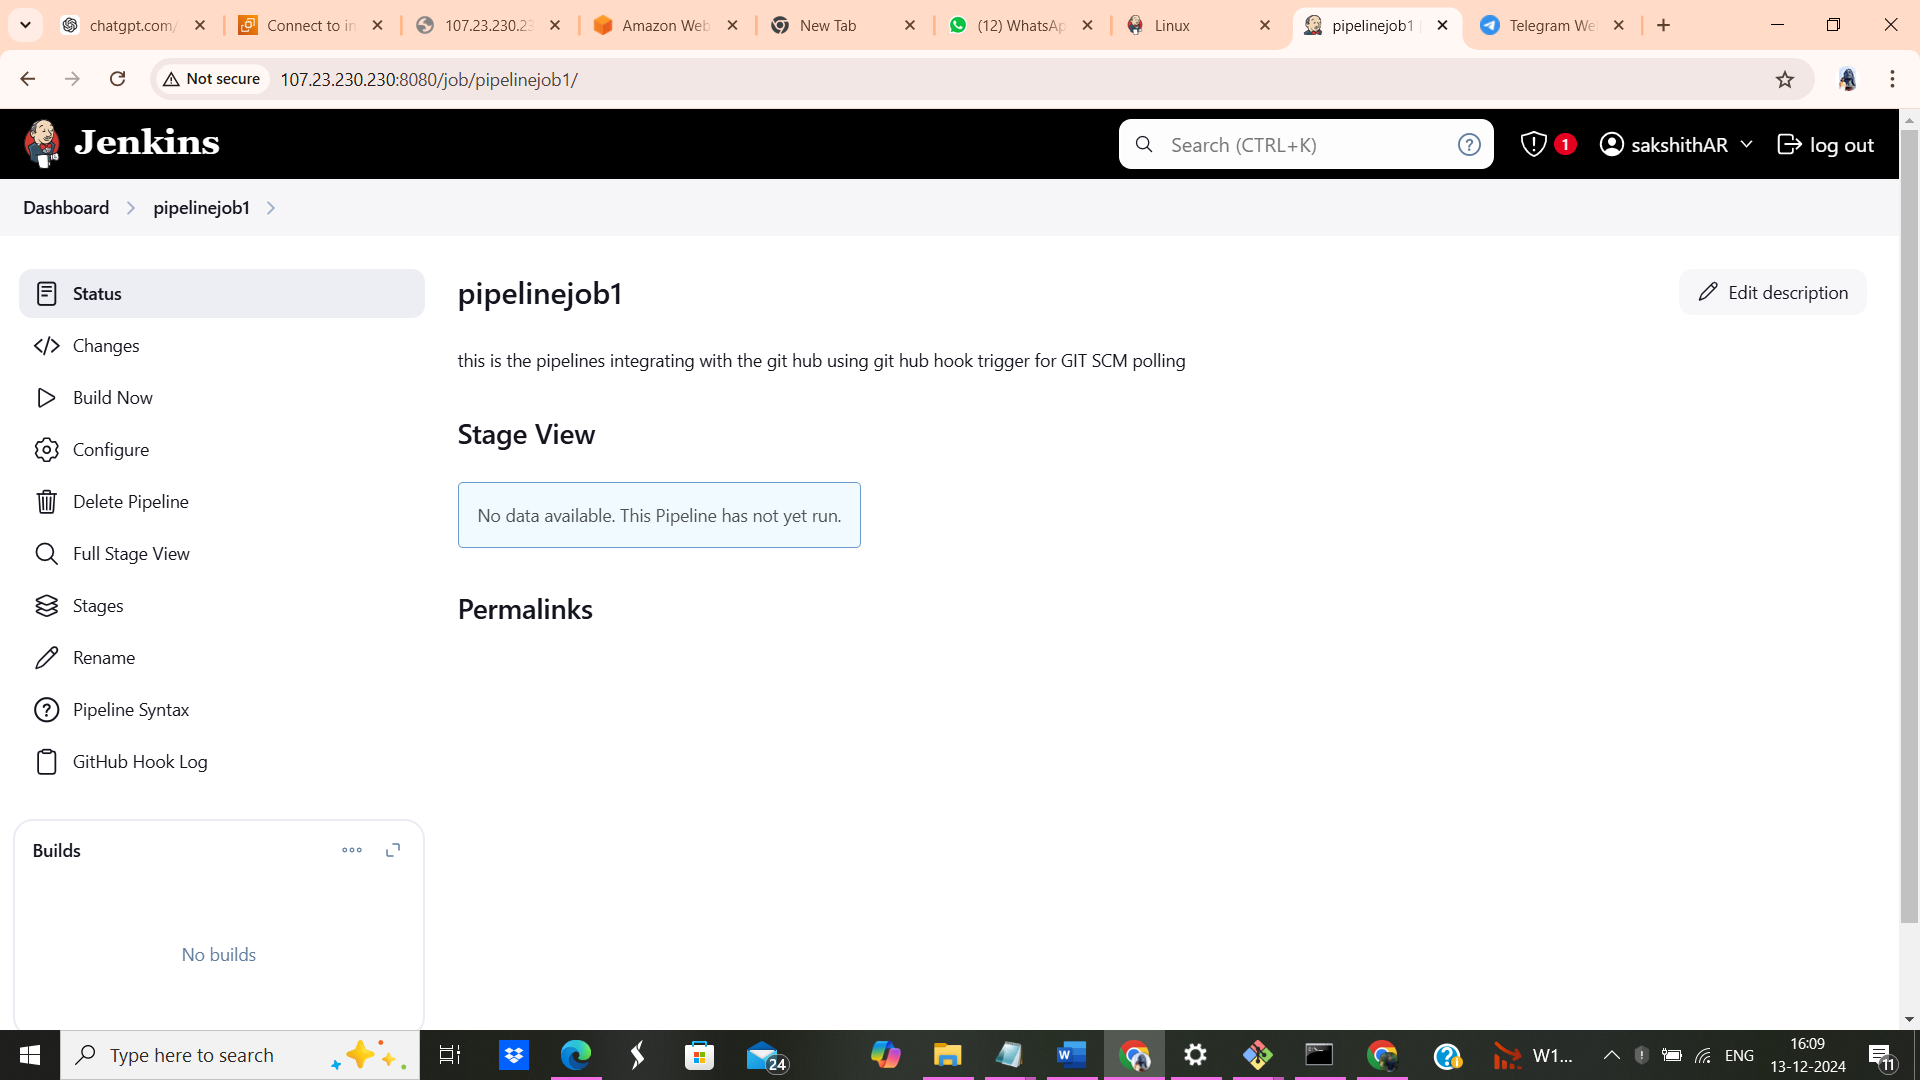 chatgpt.com/
Connect to in
107.23.230.23
Amazon Web
New Tab
(12) WhatsAp
Linux
pipelinejob1
Telegram We
Not secure
107.23.230.230:8080/job/pipelinejob1/
Jenkins
Search (CTRL+K)
1
sakshithAR
log out
Dashboard
pipelinejob1
Status
Changes
Build Now
Configure
Delete Pipeline
Full Stage View
Stages
Rename
Pipeline Syntax
GitHub Hook Log
Builds
No builds
pipelinejob1
Edit description
this is the pipelines integrating with the git hub using git hub hook trigger for GIT SCM polling
Stage View
No data available. This Pipeline has not yet run.
Permalinks
Type here to search
24
W1...
ENG
16:09
13-12-2024
11